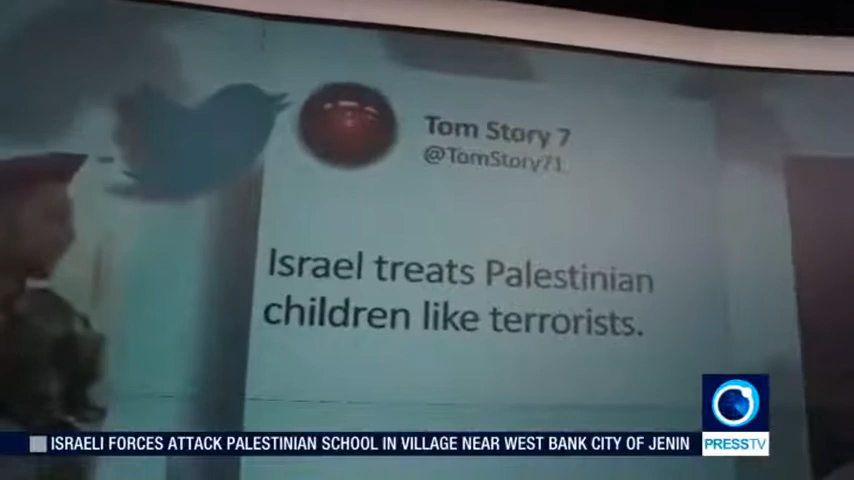 Tom Story 7
@TomStory71
Israel treats Palestinian
children like terrorists.
ISRAELI FORCES ATTACK PALESTINIAN SCHOOL IN VILLAGE NEAR WEST BANK CITY OF JENIN
PRESSTV